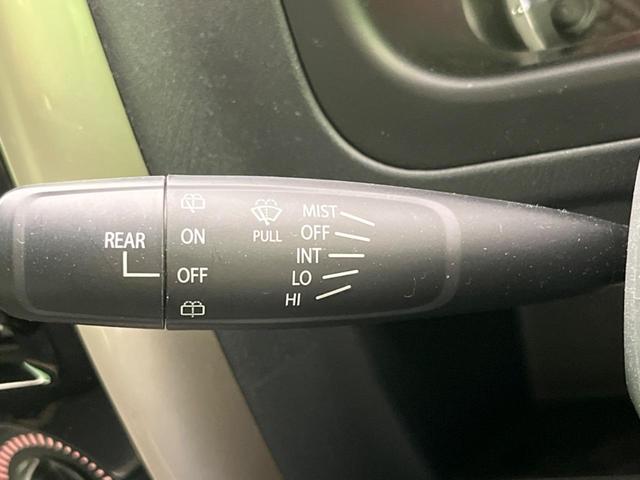 REAR
ON
OFF
PULL
MIST
OFF
INT
LO
HI